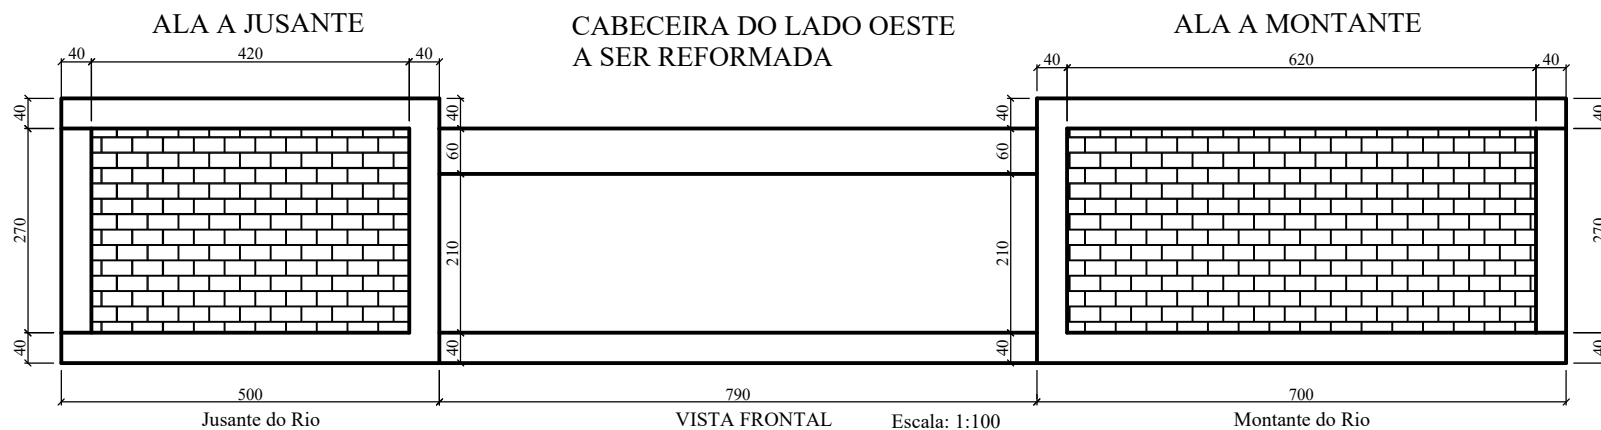 ALA A JUSANTE
CABECEIRA DO LADO OESTE
A SER REFORMADA
ALA A MONTANTE
40
420
40
40
620
40
40
40
40
40
60
60
270
210
210
270
40
40
40
40
500
790
700
Jusante do Rio
VISTA FRONTAL
Escala: 1:100
Montante do Rio